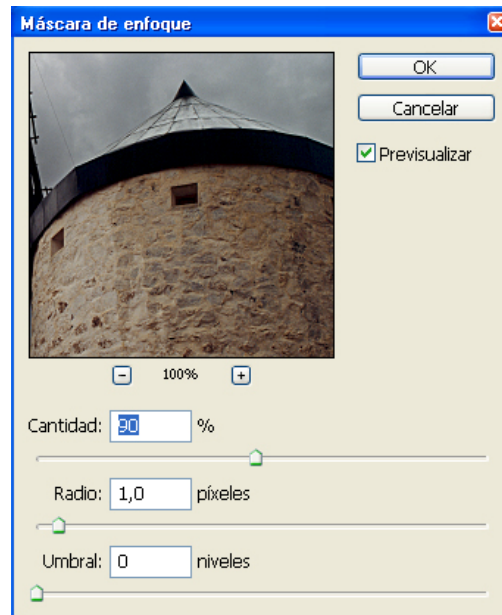 Máscara de enfoque
OK
Cancelar
Previsualizar
100%
Cantidad: 90 %
Radio: 1,0 píxeles
Umbral: 0 niveles